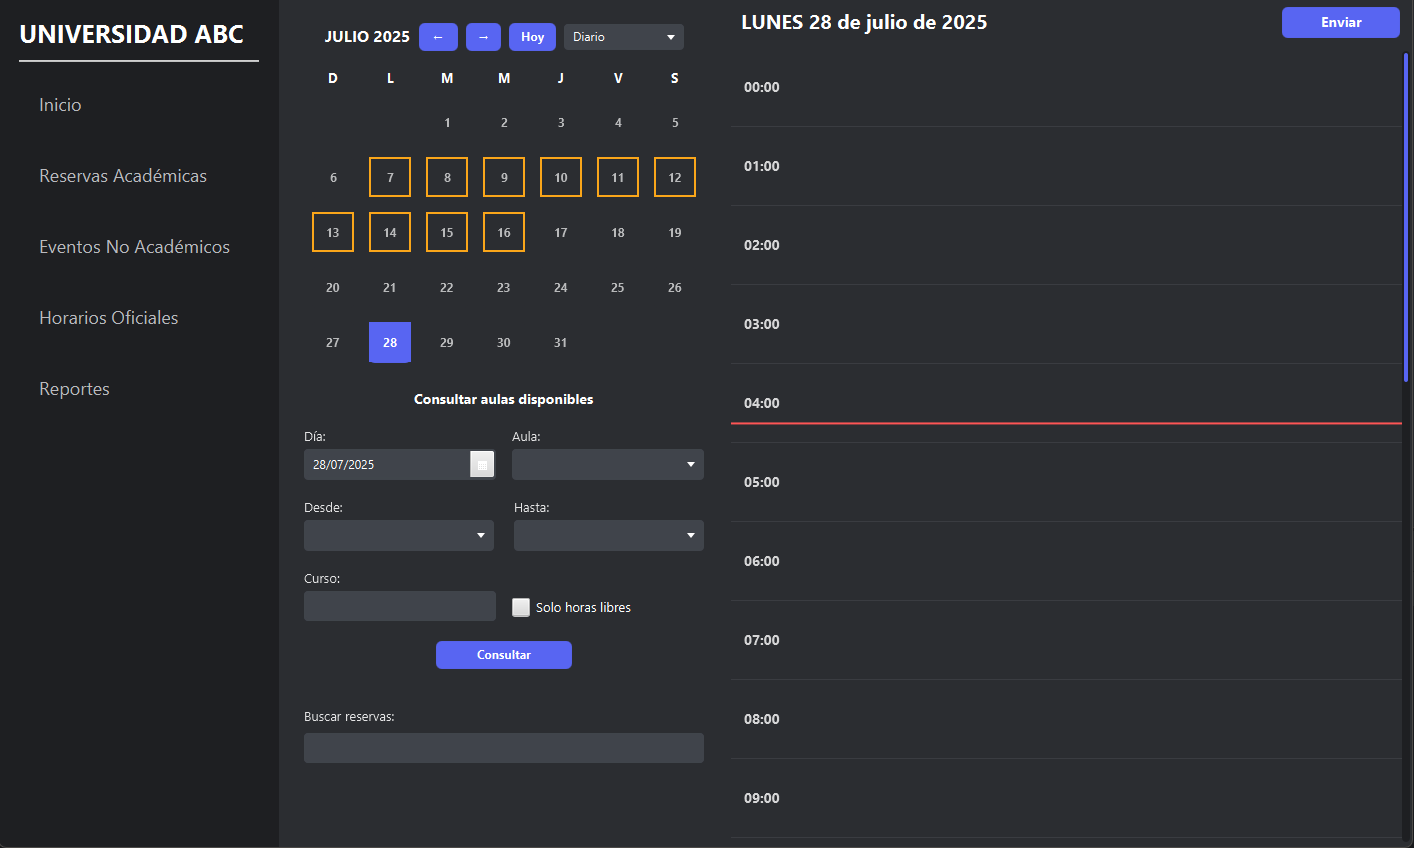 UNIVERSIDAD ABC
Inicio
Reservas Académicas
Eventos No Académicos
Horarios Oficiales
Reportes
JULIO 2025 ← → Hoy Diario
D L M M J V S
1 2 3 4 5
6 7 8 9 10 11 12
13 14 15 16 17 18 19
20 21 22 23 24 25 26
27 28 29 30 31
Consultar aulas disponibles
Día: Aula:
28/07/2025
Desde: Hasta:
Curso:
Solo horas libres
Consultar
Buscar reservas:
LUNES 28 de julio de 2025 Enviar
00:00
01:00
02:00
03:00
04:00
05:00
06:00
07:00
08:00
09:00